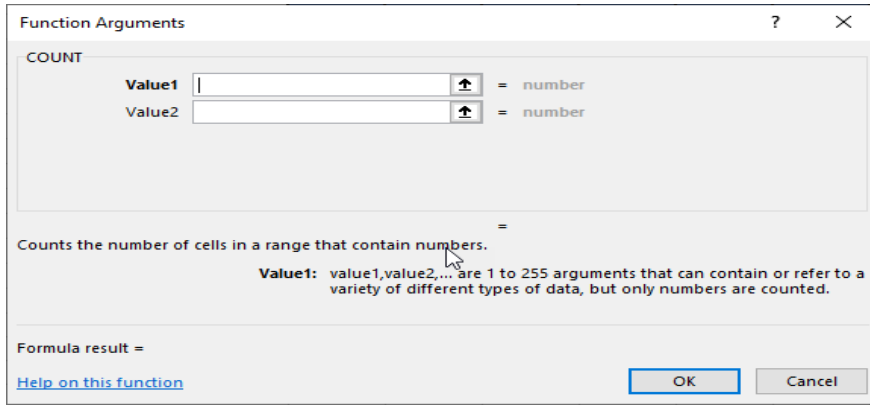 Function Arguments ? ✕
COUNT
Value1 = number
Value2 = number
=
Counts the number of cells in a range that contain numbers.
Value1: value1,value2,... are 1 to 255 arguments that can contain or refer to a
variety of different types of data, but only numbers are counted.
Formula result =
Help on this function OK Cancel